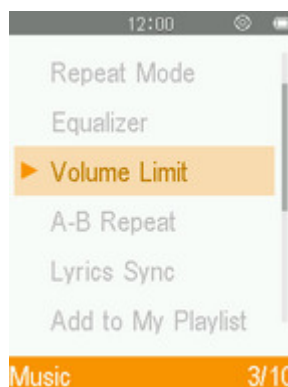 12:00
Repeat Mode
Equalizer
Volume Limit
A-B Repeat
Lyrics Sync
Add to My Playlist
Music 3/10